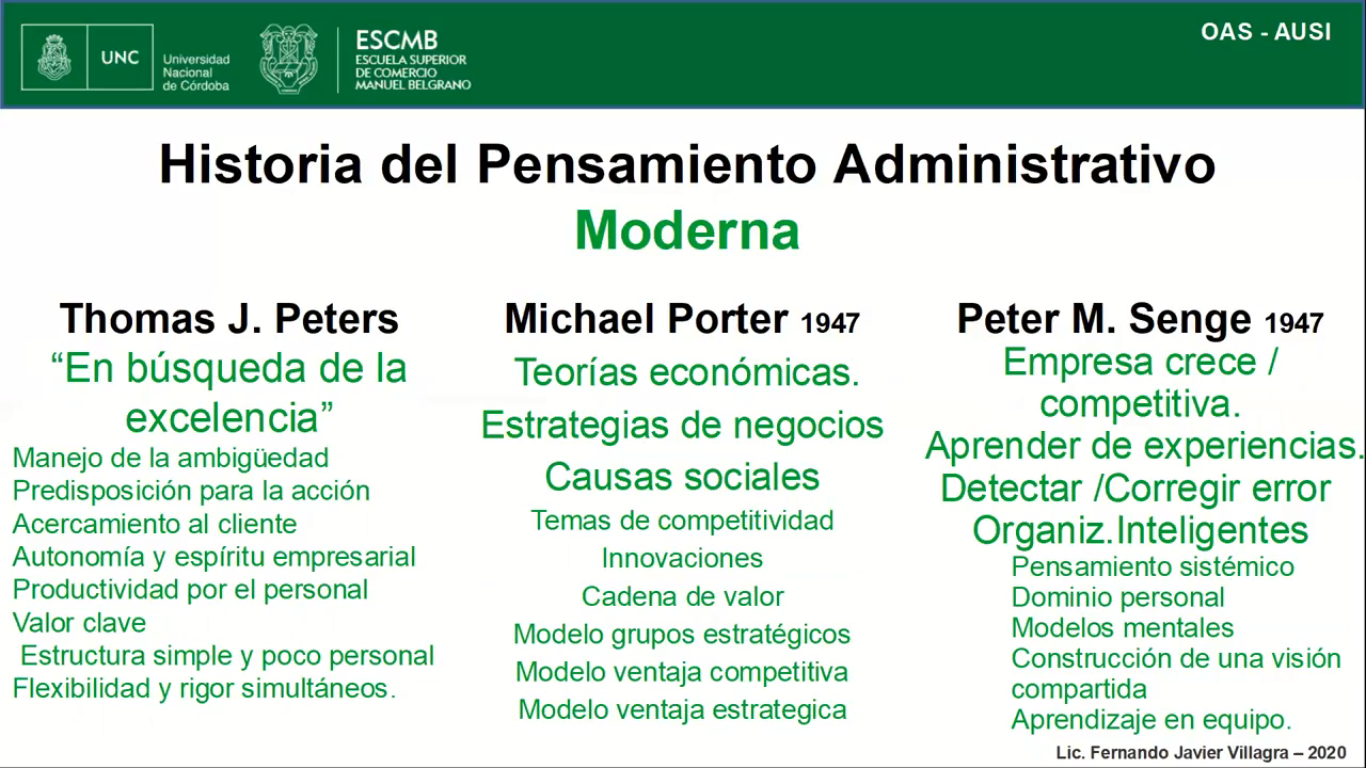 UNC
Universidad
Nacional
de Córdoba
ESCMB
ESCUELA SUPERIOR
DE COMERCIO
MANUEL BELGRANO
OAS - AUSI
Historia del Pensamiento Administrativo
Moderna
Thomas J. Peters
“En búsqueda de la
excelencia”
Manejo de la ambigüedad
Predisposición para la acción
Acercamiento al cliente
Autonomía y espíritu empresarial
Productividad por el personal
Valor clave
Estructura simple y poco personal
Flexibilidad y rigor simultáneos.
Michael Porter 1947
Teorías económicas.
Estrategias de negocios
Causas sociales
Temas de competitividad
Innovaciones
Cadena de valor
Modelo grupos estratégicos
Modelo ventaja competitiva
Modelo ventaja estrategica
Peter M. Senge 1947
Empresa crece /
competitiva.
Aprender de experiencias.
Detectar /Corregir error
Organiz.Inteligentes
Pensamiento sistémico
Dominio personal
Modelos mentales
Construcción de una visión
compartida
Aprendizaje en equipo.
Lic. Fernando Javier Villagra – 2020